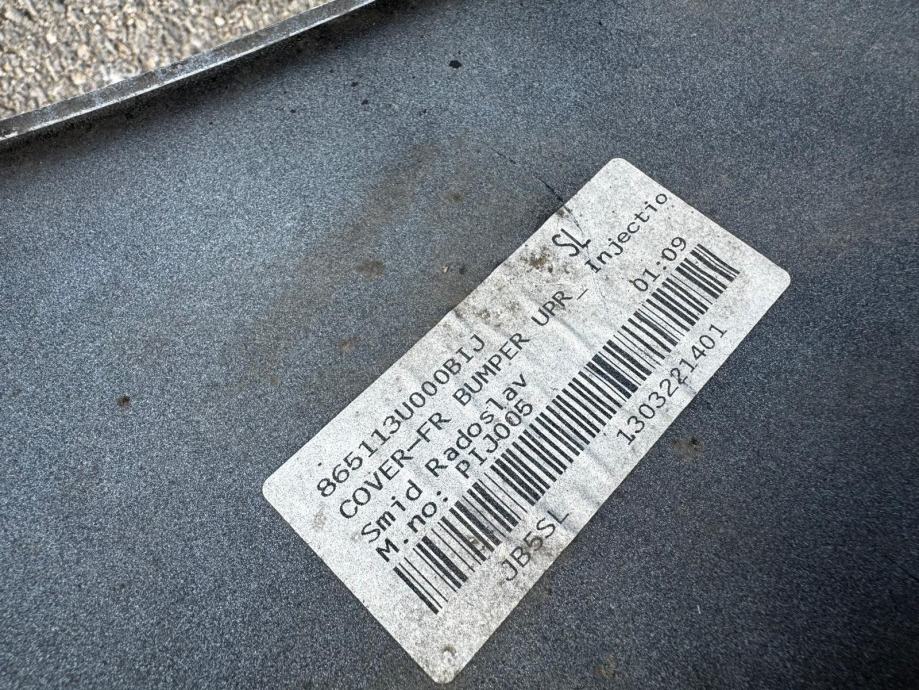 SL
865113U000BIJ
COVER-FR BUMPER UPR_ Injectio
Smid Radoslav
M.no: PIJ005 01:09
JB5SL 1303221401